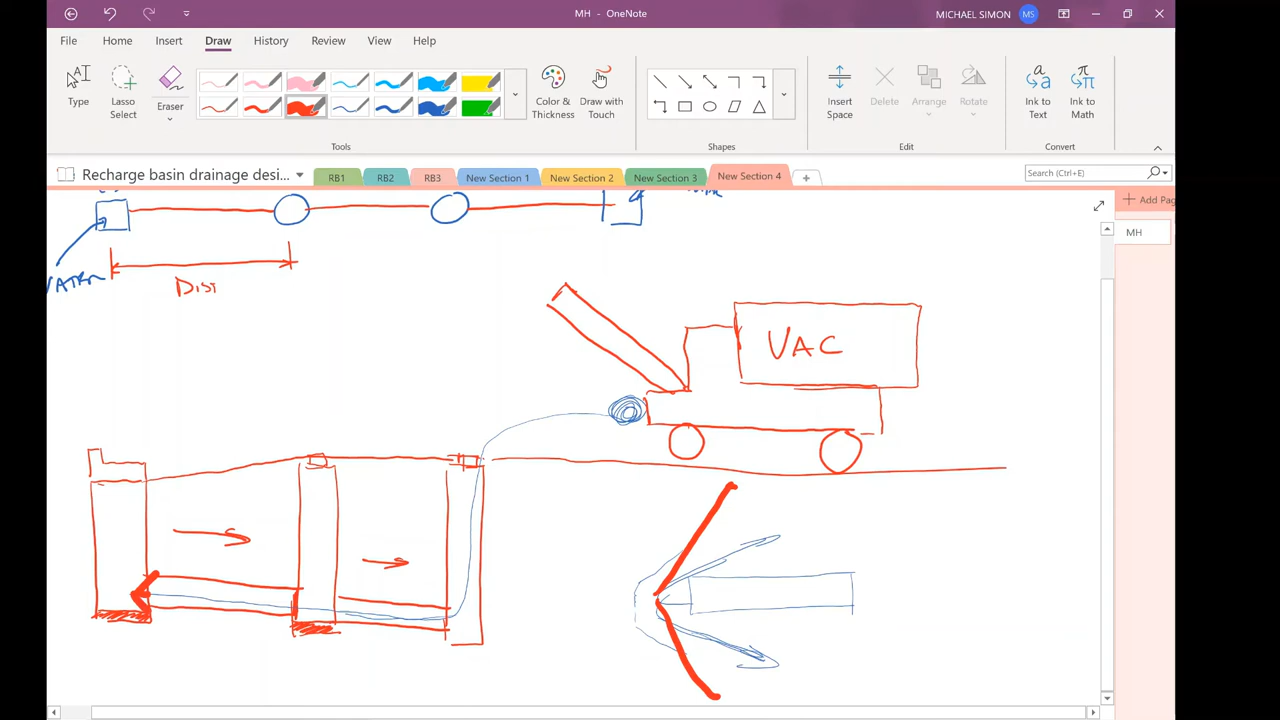 MH - OneNote
MICHAEL SIMON MS
File Home Insert Draw History Review View Help
Type
Lasso Select
Eraser
Color & Thickness
Draw with Touch
Insert Space
Delete
Arrange
Rotate
Ink to Text
Ink to Math
Tools
Shapes
Edit
Convert
Recharge basin drainage desi...
RB1 RB2 RB3 New Section 1 New Section 2 New Section 3 New Section 4
Search (Ctrl+E)
Add Pag
MH
DIST
VAC